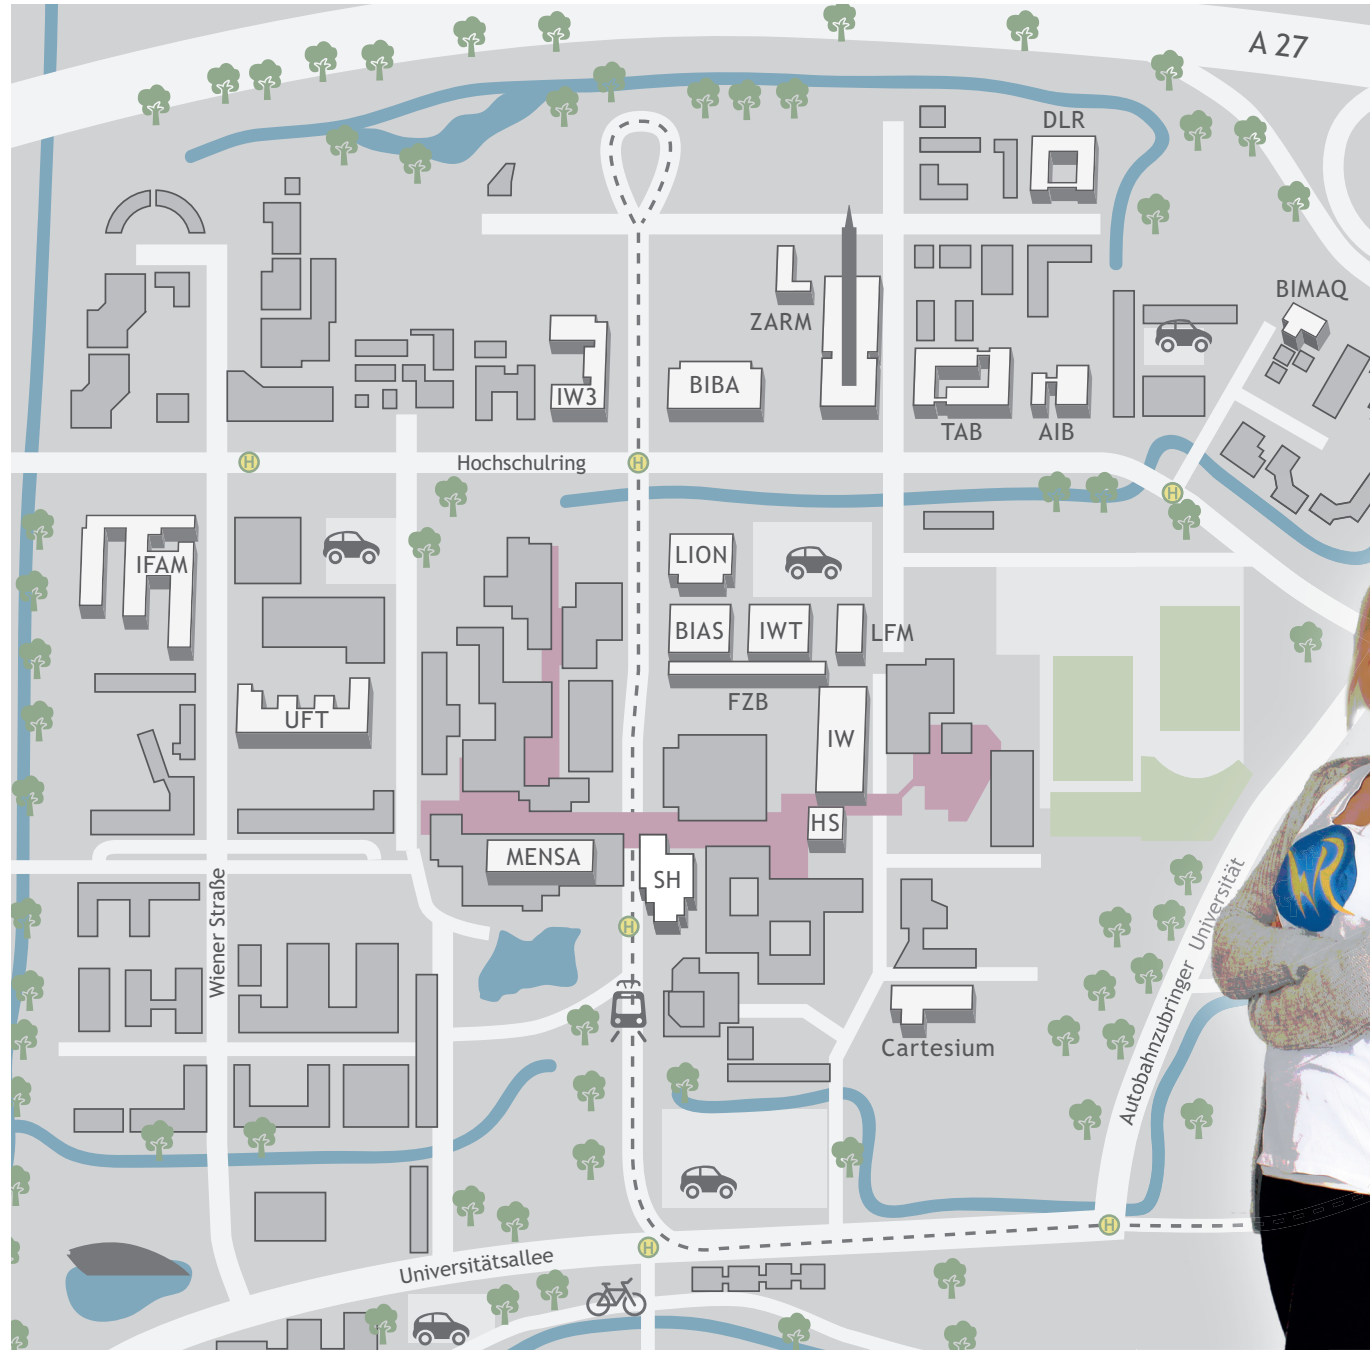 A 27
DLR
BIMAQ
ZARM
IW3
BIBA
TAB
AIB
Hochschulring
H
H
H
IFAM
LION
BIAS
IWT
LFM
FZB
UFT
IW
HS
MENSA
SH
H
Wiener Straße
Cartesium
Autobahnzubringer Universität
H
H
Universitätsallee